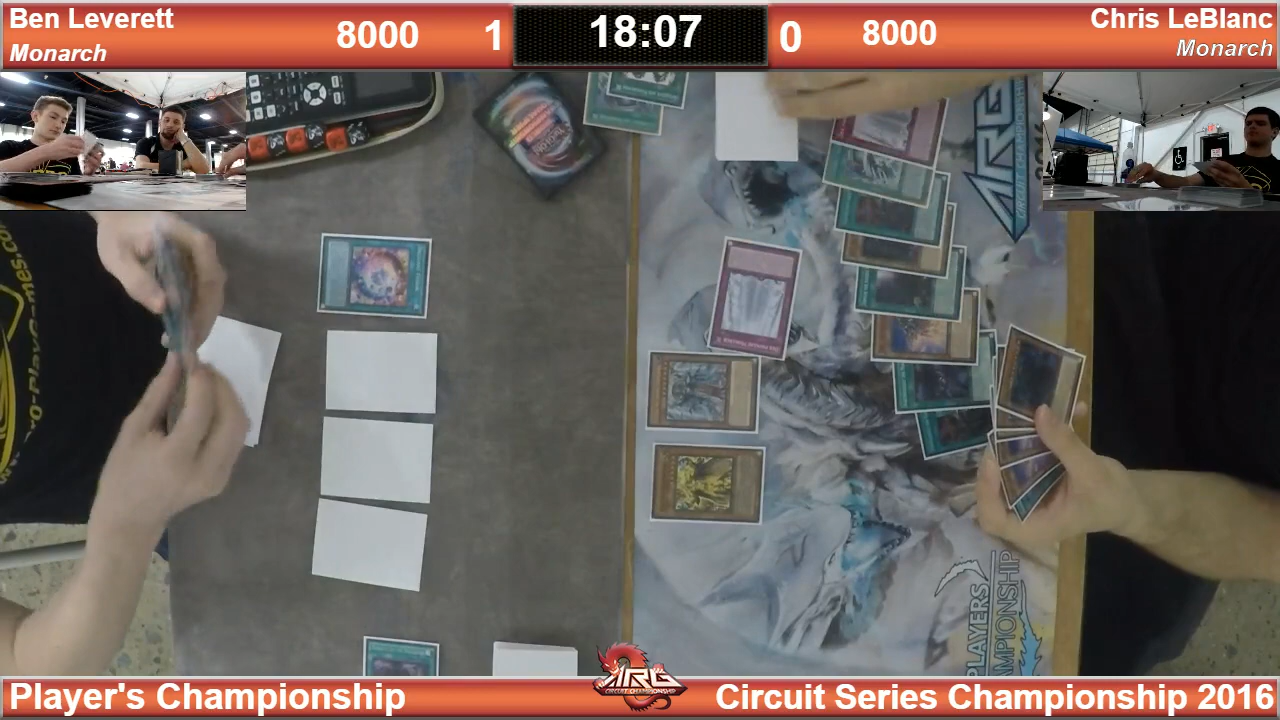 Ben Leverett
Monarch
8000
1
18:07
0
8000
Chris LeBlanc
Monarch
ARG
CIRCUIT CHAMPIONSHIP
PLAYERS
CHAMPIONSHIP
ARG
CIRCUIT CHAMPIONSHIP
Player's Championship
Circuit Series Championship 2016